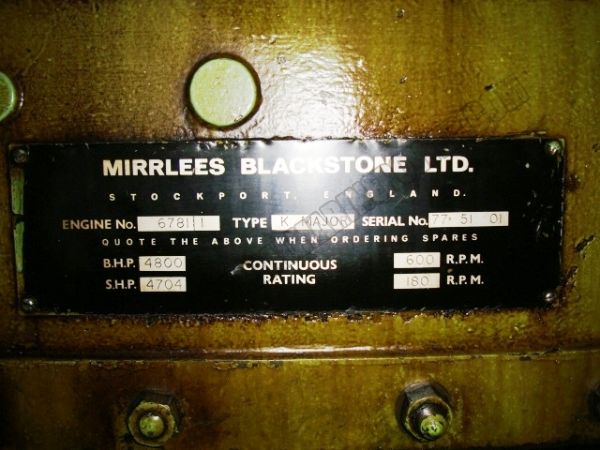 MIRRLEES BLACKSTONE LTD.
STOCKPORT, ENGLAND.
ENGINE No. 678111 TYPE K MAJOR SERIAL No. 77 51 01
QUOTE THE ABOVE WHEN ORDERING SPARES
B.H.P. 4800 CONTINUOUS RATING 600 R.P.M.
S.H.P. 4704 180 R.P.M.